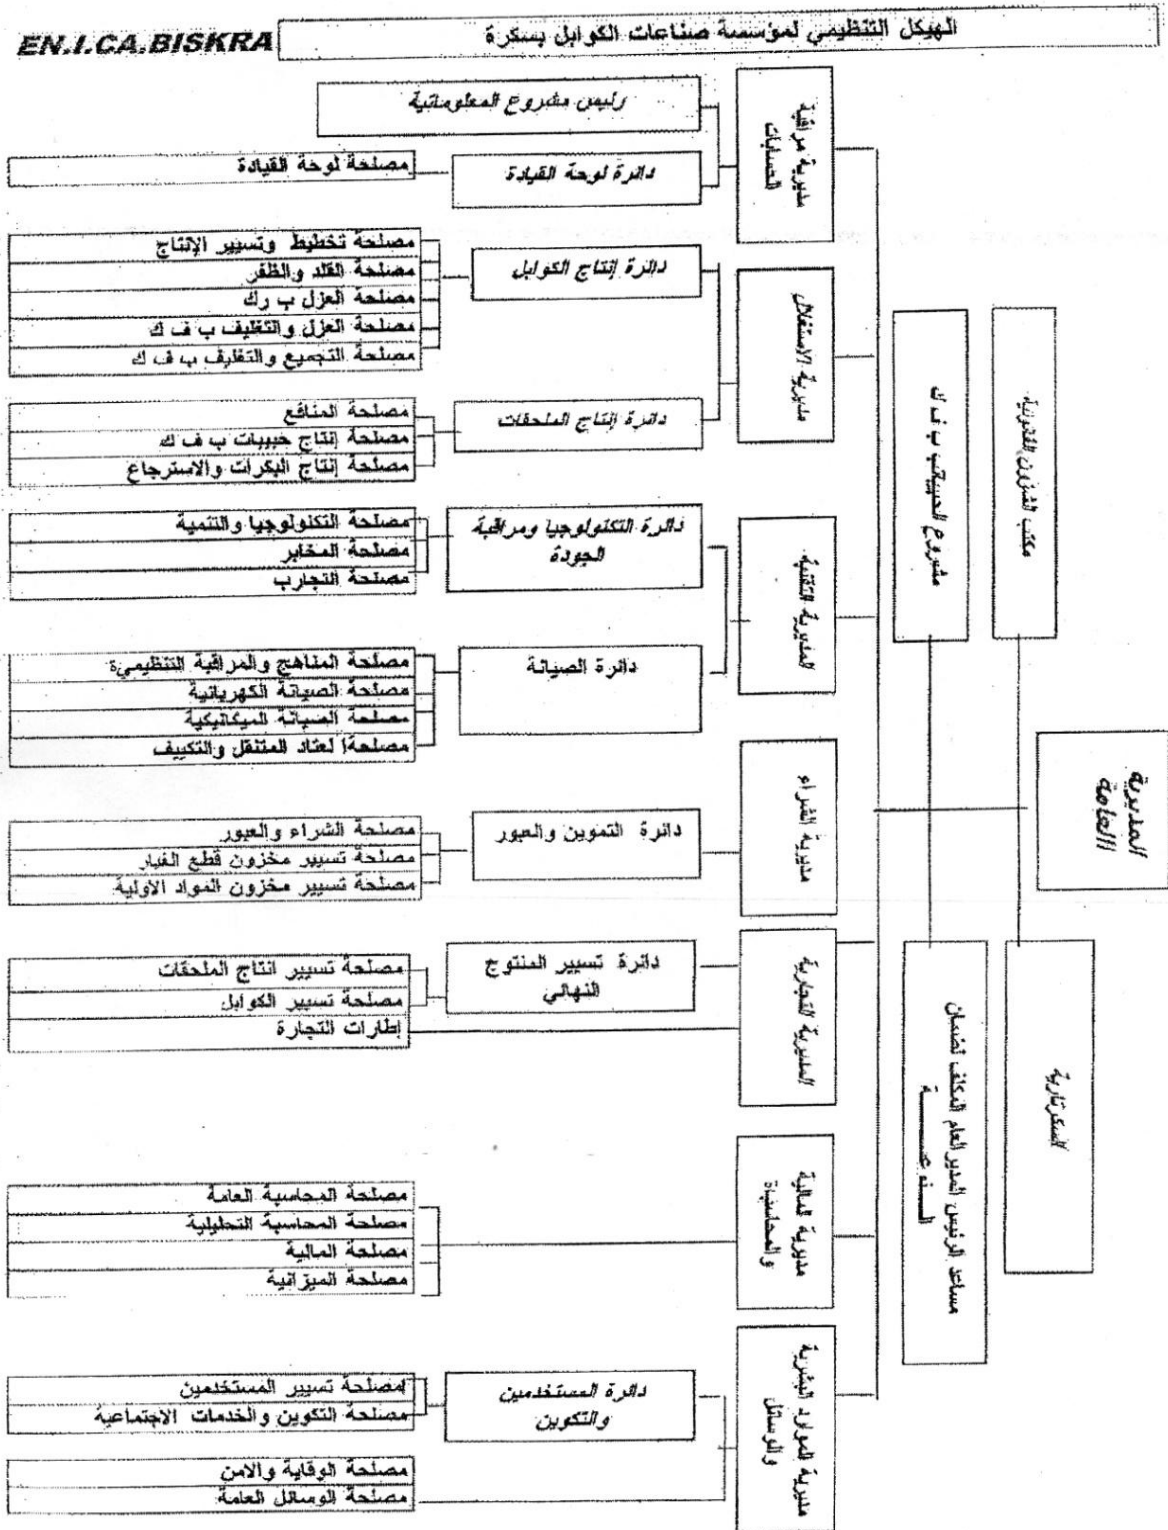 الهيكل التنظيمي لمؤسسة صناعات الكوابل بسكرة
EN.I.CA.BISKRA
المديرية
العامة
مكتب الشؤون القانونية
السكرتارية
مشروع الحبيبات ب ف ك
مساعد الرئيس المدير العام المكلف لضمان
النوعية
مديرية مراقبة
الحسابات
رئيس مشروع المعلوماتية
دائرة لوحة القيادة
مصلحة لوحة القيادة
مديرية الاستغلال
دائرة إنتاج الكوابل
مصلحة تخطيط وتسيير الإنتاج
مصلحة القلد والظفر
مصلحة العزل ب رك
مصلحة العزل والتغليف ب ف ك
مصلحة التجميع والتغليف ب ف ك
دائرة إنتاج الملحقات
مصلحة المنافع
مصلحة إنتاج حبيبات ب ف ك
مصلحة إنتاج البكرات والاسترجاع
المديرية التقنية
دائرة التكنولوجيا ومراقبة
الجودة
مصلحة التكنولوجيا والتنمية
مصلحة المخابر
مصلحة التجارب
دائرة الصيانة
مصلحة المناهج والمراقبة التنظيمية
مصلحة الصيانة الكهربائية
مصلحة الصيانة الميكانيكية
مصلحة العتاد المتنقل والتكييف
مديرية الشراء
دائرة التموين والعبور
مصلحة الشراء والعبور
مصلحة تسيير مخزون قطع الغيار
مصلحة تسيير مخزون المواد الاولية
المديرية التجارية
دائرة تسيير المنتوج
النهائي
مصلحة تسيير انتاج الملحقات
مصلحة تسيير الكوابل
إطارات التجارة
مديرية المالية
والمحاسبة
مصلحة المحاسبة العامة
مصلحة المحاسبة التحليلية
مصلحة المالية
مصلحة الميزانية
مديرية الموارد البشرية
والوسائل
دائرة المستخدمين
والتكوين
مصلحة تسيير المستخدمين
مصلحة التكوين والخدمات الاجتماعية
مصلحة الوقاية والامن
مصلحة الوسائل العامة